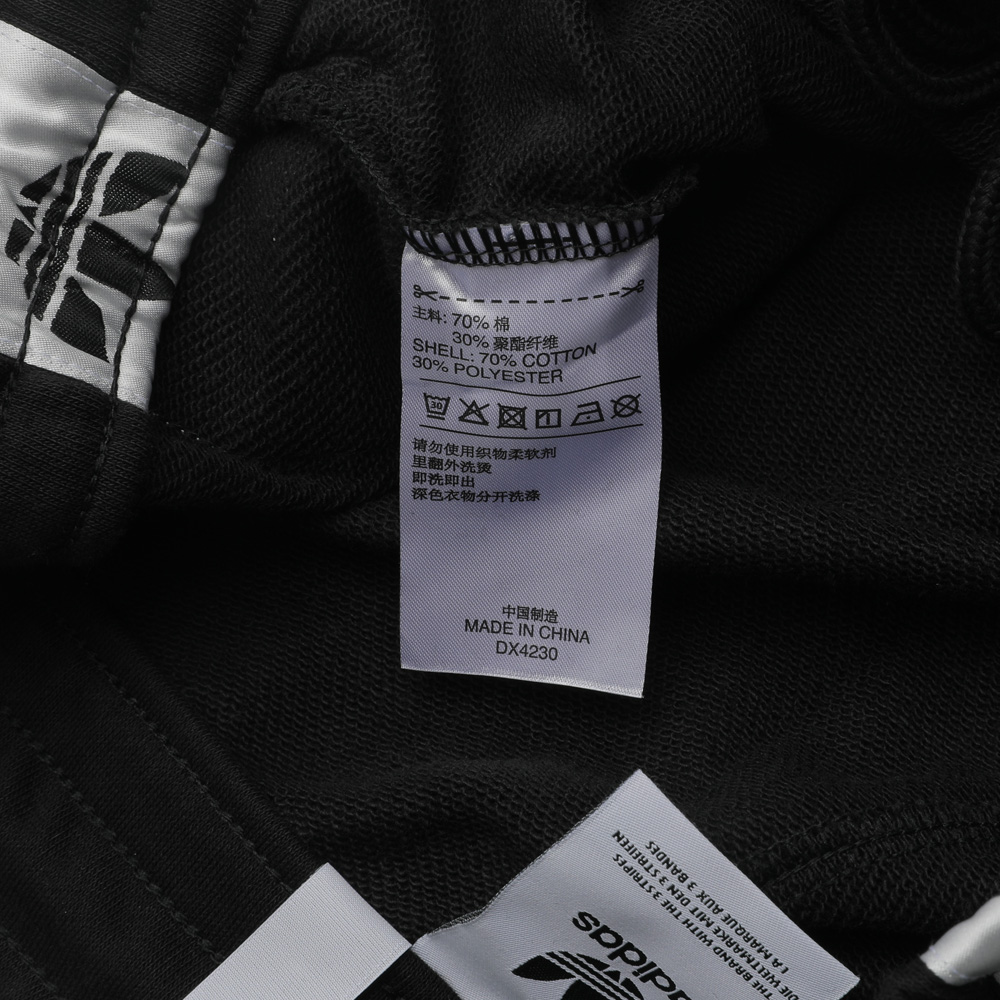 主料: 70% 棉
30% 聚酯纤维
SHELL: 70% COTTON
30% POLYESTER
30
请勿使用织物柔软剂
里翻外洗烫
即洗即出
深色衣物分开洗涤
中国制造
MADE IN CHINA
DX4230
adidas
THE BRAND WITH THE 3 STRIPES
DIE WELTMARKE MIT DEN 3 STREIFEN
LA MARQUE AUX 3 BANDES